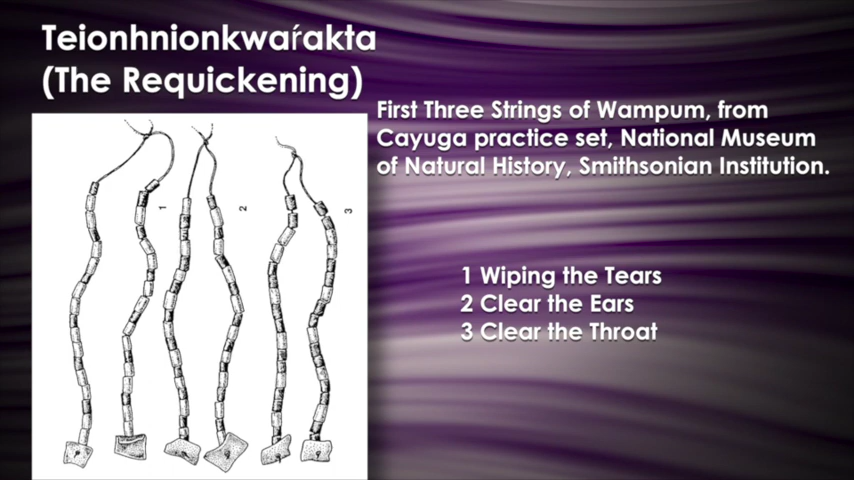 Teionhnionkwaŕakta
(The Requickening)
First Three Strings of Wampum, from
Cayuga practice set, National Museum
of Natural History, Smithsonian Institution.
1
2
3
1 Wiping the Tears
2 Clear the Ears
3 Clear the Throat